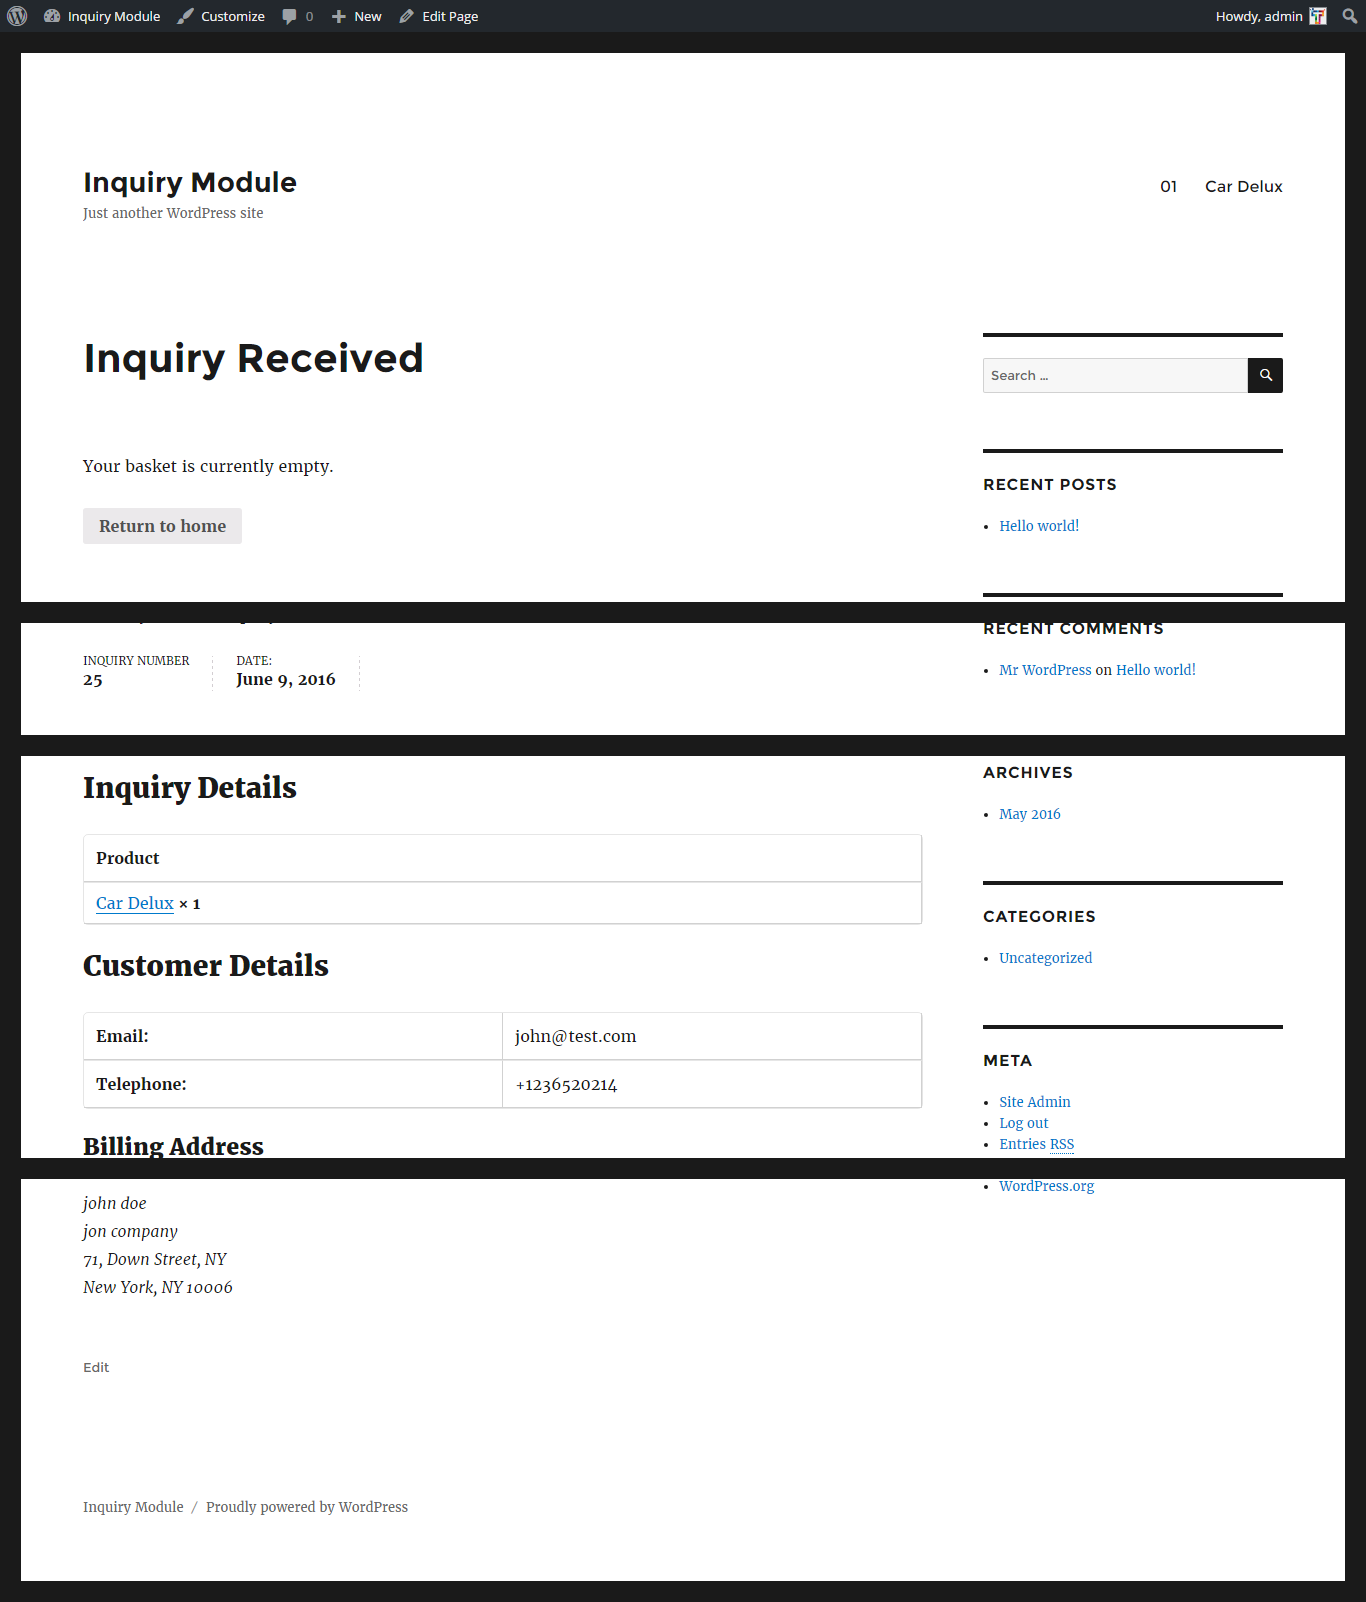 Inquiry Module
Customize
0
New
Edit Page
Howdy, admin
Inquiry Module
Just another WordPress site
01
Car Delux
Inquiry Received
Your basket is currently empty.
Return to home
INQUIRY NUMBER
25
DATE:
June 9, 2016
Inquiry Details
Product
Car Delux × 1
Customer Details
Email:
john@test.com
Telephone:
+1236520214
Billing Address
john doe
jon company
71, Down Street, NY
New York, NY 10006
Edit
Search ...
RECENT POSTS
Hello world!
RECENT COMMENTS
Mr WordPress on Hello world!
ARCHIVES
May 2016
CATEGORIES
Uncategorized
META
Site Admin
Log out
Entries RSS
WordPress.org
Inquiry Module / Proudly powered by WordPress